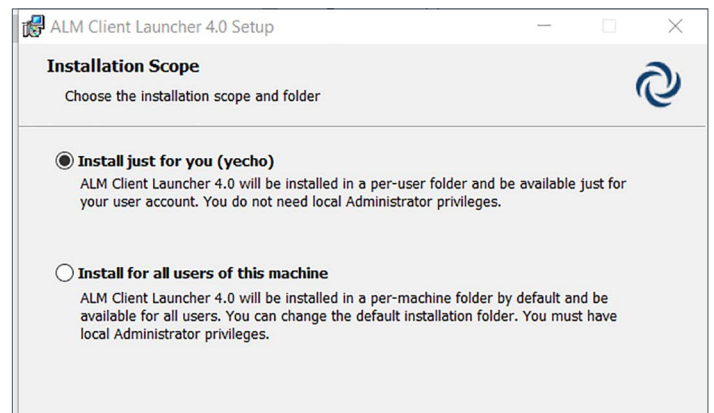 ALM Client Launcher 4.0 Setup
Installation Scope
Choose the installation scope and folder
Install just for you (yecho)
ALM Client Launcher 4.0 will be installed in a per-user folder and be available just for
your user account. You do not need local Administrator privileges.
Install for all users of this machine
ALM Client Launcher 4.0 will be installed in a per-machine folder by default and be
available for all users. You can change the default installation folder. You must have
local Administrator privileges.